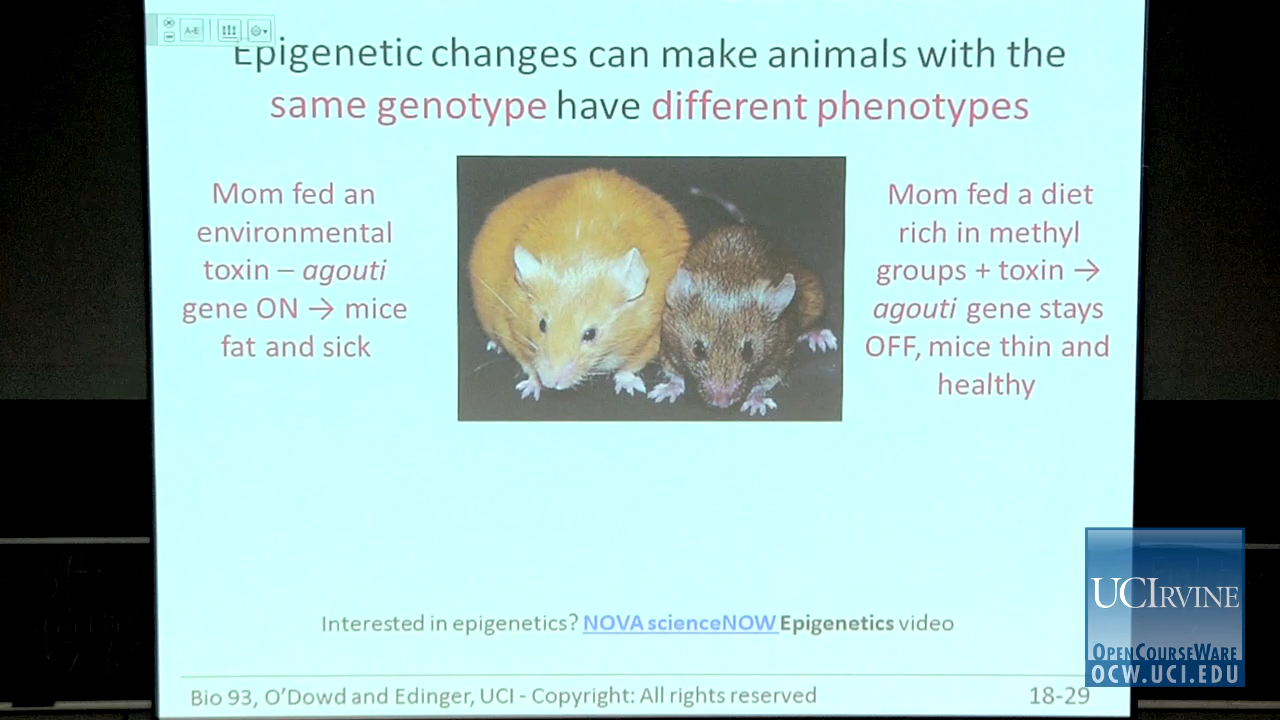 A-E
Epigenetic changes can make animals with the
same genotype have different phenotypes
Mom fed an
environmental
toxin – agouti
gene ON → mice
fat and sick
Mom fed a diet
rich in methyl
groups + toxin →
agouti gene stays
OFF, mice thin and
healthy
Interested in epigenetics? NOVA scienceNOW Epigenetics video
Bio 93, O'Dowd and Edinger, UCI - Copyright: All rights reserved
18-29
UCIRVINE
OPENCOURSEWARE
OCW.UCI.EDU